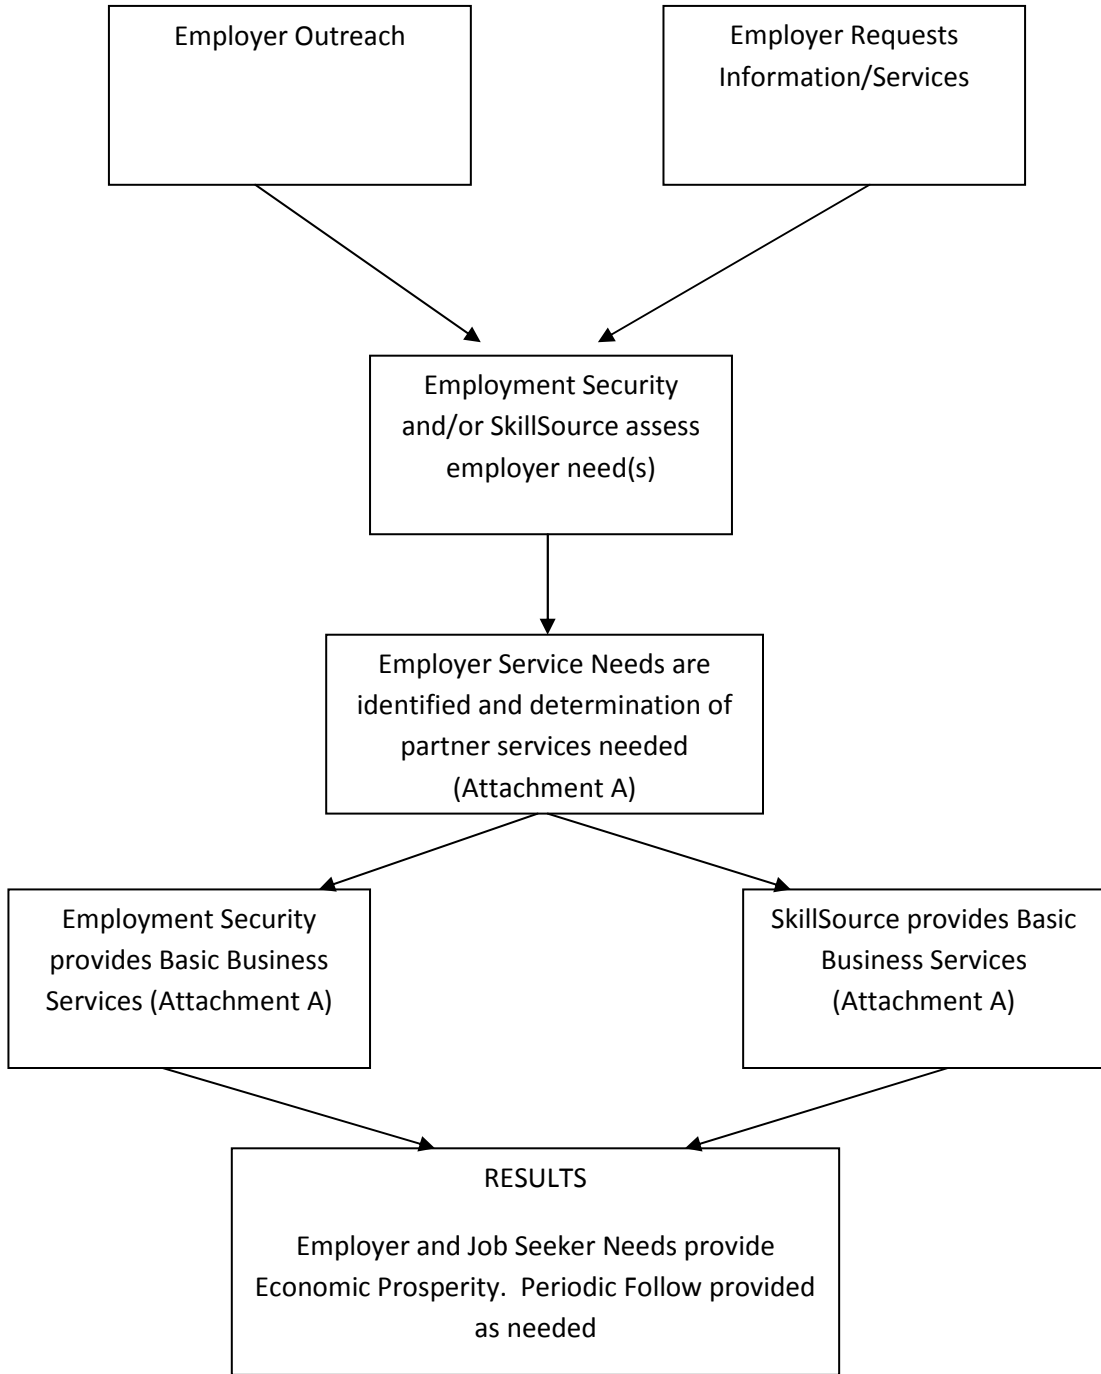 Employer Outreach
Employer Requests
Information/Services
Employment Security
and/or SkillSource assess
employer need(s)
Employer Service Needs are
identified and determination of
partner services needed
(Attachment A)
Employment Security
provides Basic Business
Services (Attachment A)
SkillSource provides Basic
Business Services
(Attachment A)
RESULTS
Employer and Job Seeker Needs provide
Economic Prosperity.  Periodic Follow provided
as needed